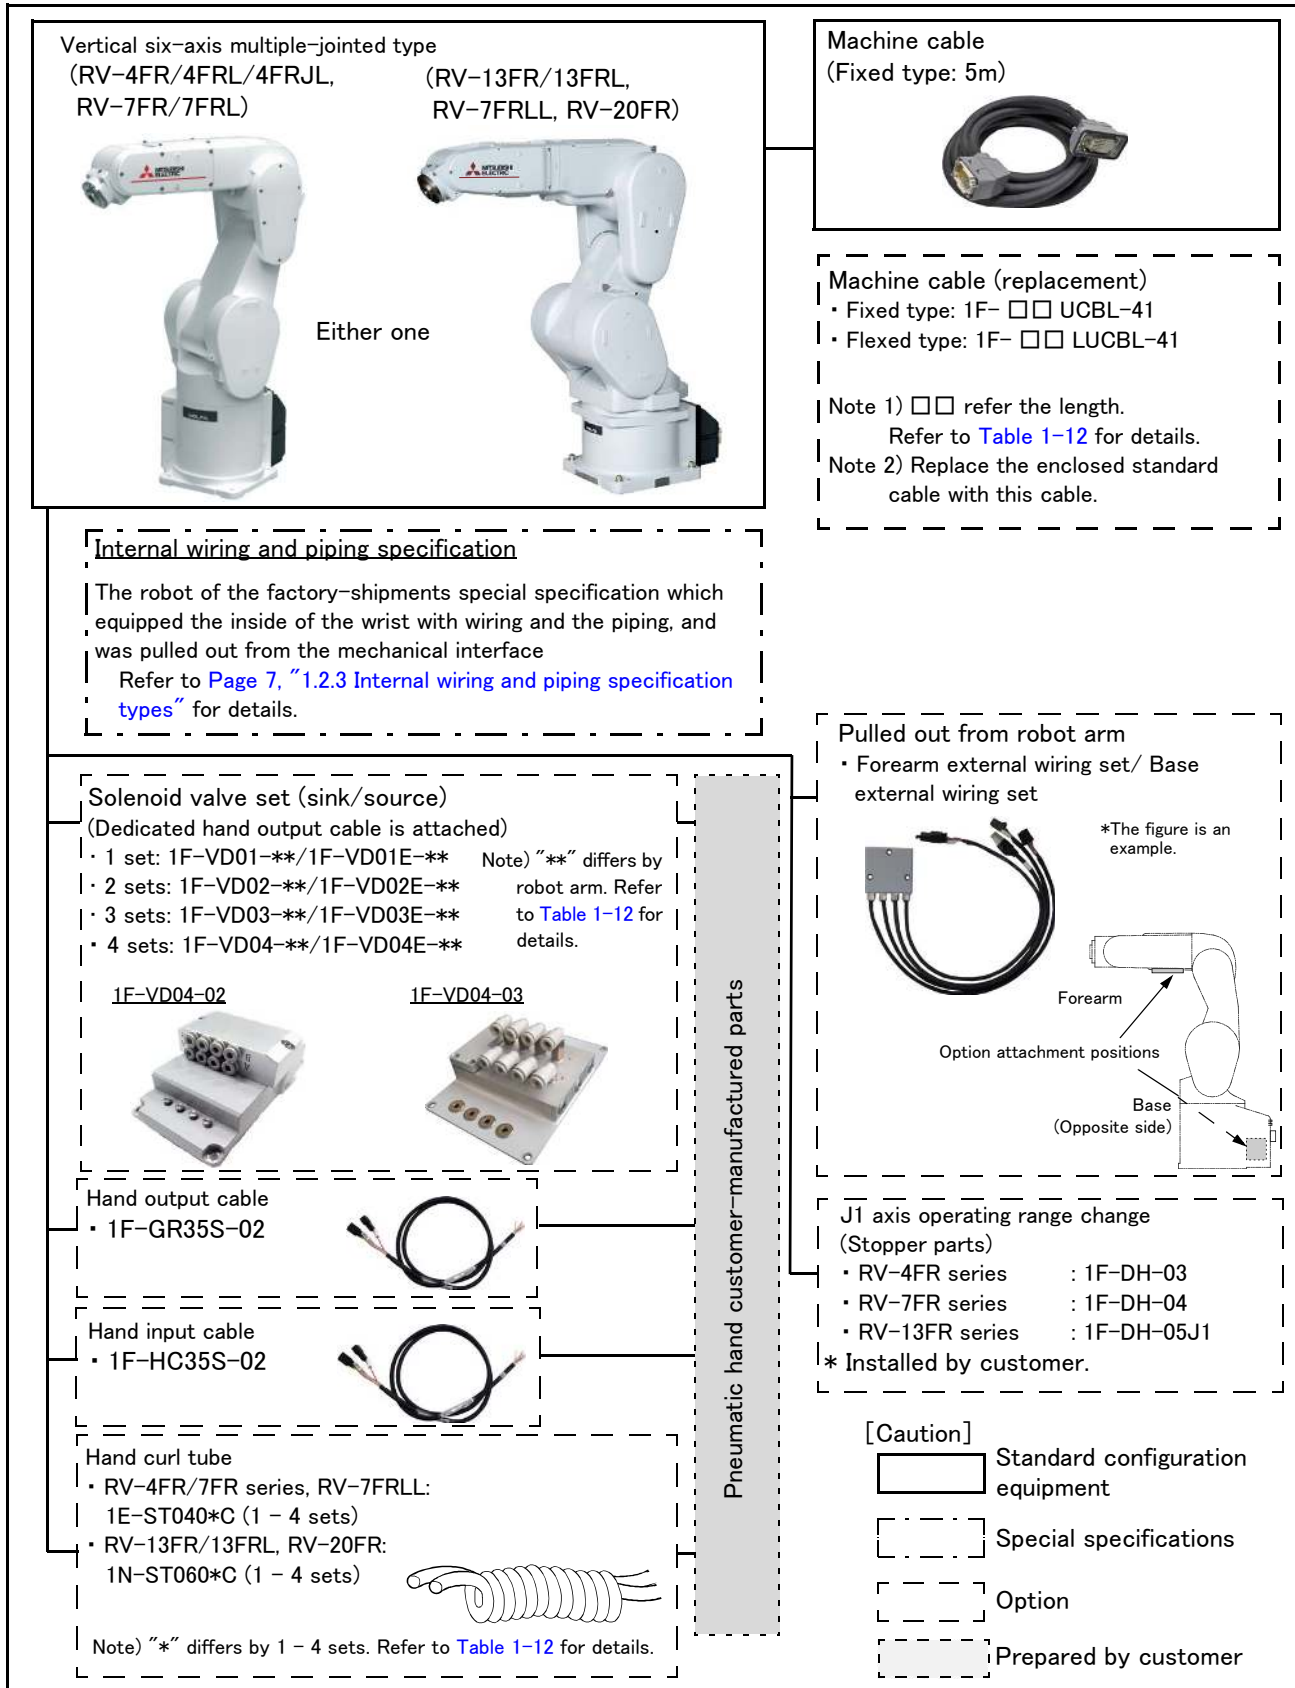 Vertical six-axis multiple-jointed type
(RV-4FR/4FRL/4FRJL,
RV-7FR/7FRL)
(RV-13FR/13FRL,
RV-7FRLL, RV-20FR)
MITSUBISHI
ELECTRIC
MITSUBISHI
ELECTRIC
Either one
Machine cable
(Fixed type: 5m)
Machine cable (replacement)
・Fixed type: 1F- □□ UCBL-41
・Flexed type: 1F- □□ LUCBL-41
Note 1) □□ refer the length.
Refer to Table 1-12 for details.
Note 2) Replace the enclosed standard
cable with this cable.
Internal wiring and piping specification
The robot of the factory-shipments special specification which
equipped the inside of the wrist with wiring and the piping, and
was pulled out from the mechanical interface
Refer to Page 7, "1.2.3 Internal wiring and piping specification
types" for details.
Solenoid valve set (sink/source)
(Dedicated hand output cable is attached)
・1 set: 1F-VD01-**/1F-VD01E-**
・2 sets: 1F-VD02-**/1F-VD02E-**
・3 sets: 1F-VD03-**/1F-VD03E-**
・4 sets: 1F-VD04-**/1F-VD04E-**
Note) "**" differs by
robot arm. Refer
to Table 1-12 for
details.
1F-VD04-02
1F-VD04-03
Hand output cable
・1F-GR35S-02
Hand input cable
・1F-HC35S-02
Hand curl tube
・RV-4FR/7FR series, RV-7FRLL:
1E-ST040*C (1 - 4 sets)
・RV-13FR/13FRL, RV-20FR:
1N-ST060*C (1 - 4 sets)
Note) "*" differs by 1 - 4 sets. Refer to Table 1-12 for details.
Pneumatic hand customer-manufactured parts
Pulled out from robot arm
・Forearm external wiring set/ Base
external wiring set
*The figure is an
example.
Forearm
Option attachment positions
Base
(Opposite side)
J1 axis operating range change
(Stopper parts)
・RV-4FR series : 1F-DH-03
・RV-7FR series : 1F-DH-04
・RV-13FR series : 1F-DH-05J1
* Installed by customer.
[Caution]
Standard configuration
equipment
Special specifications
Option
Prepared by customer